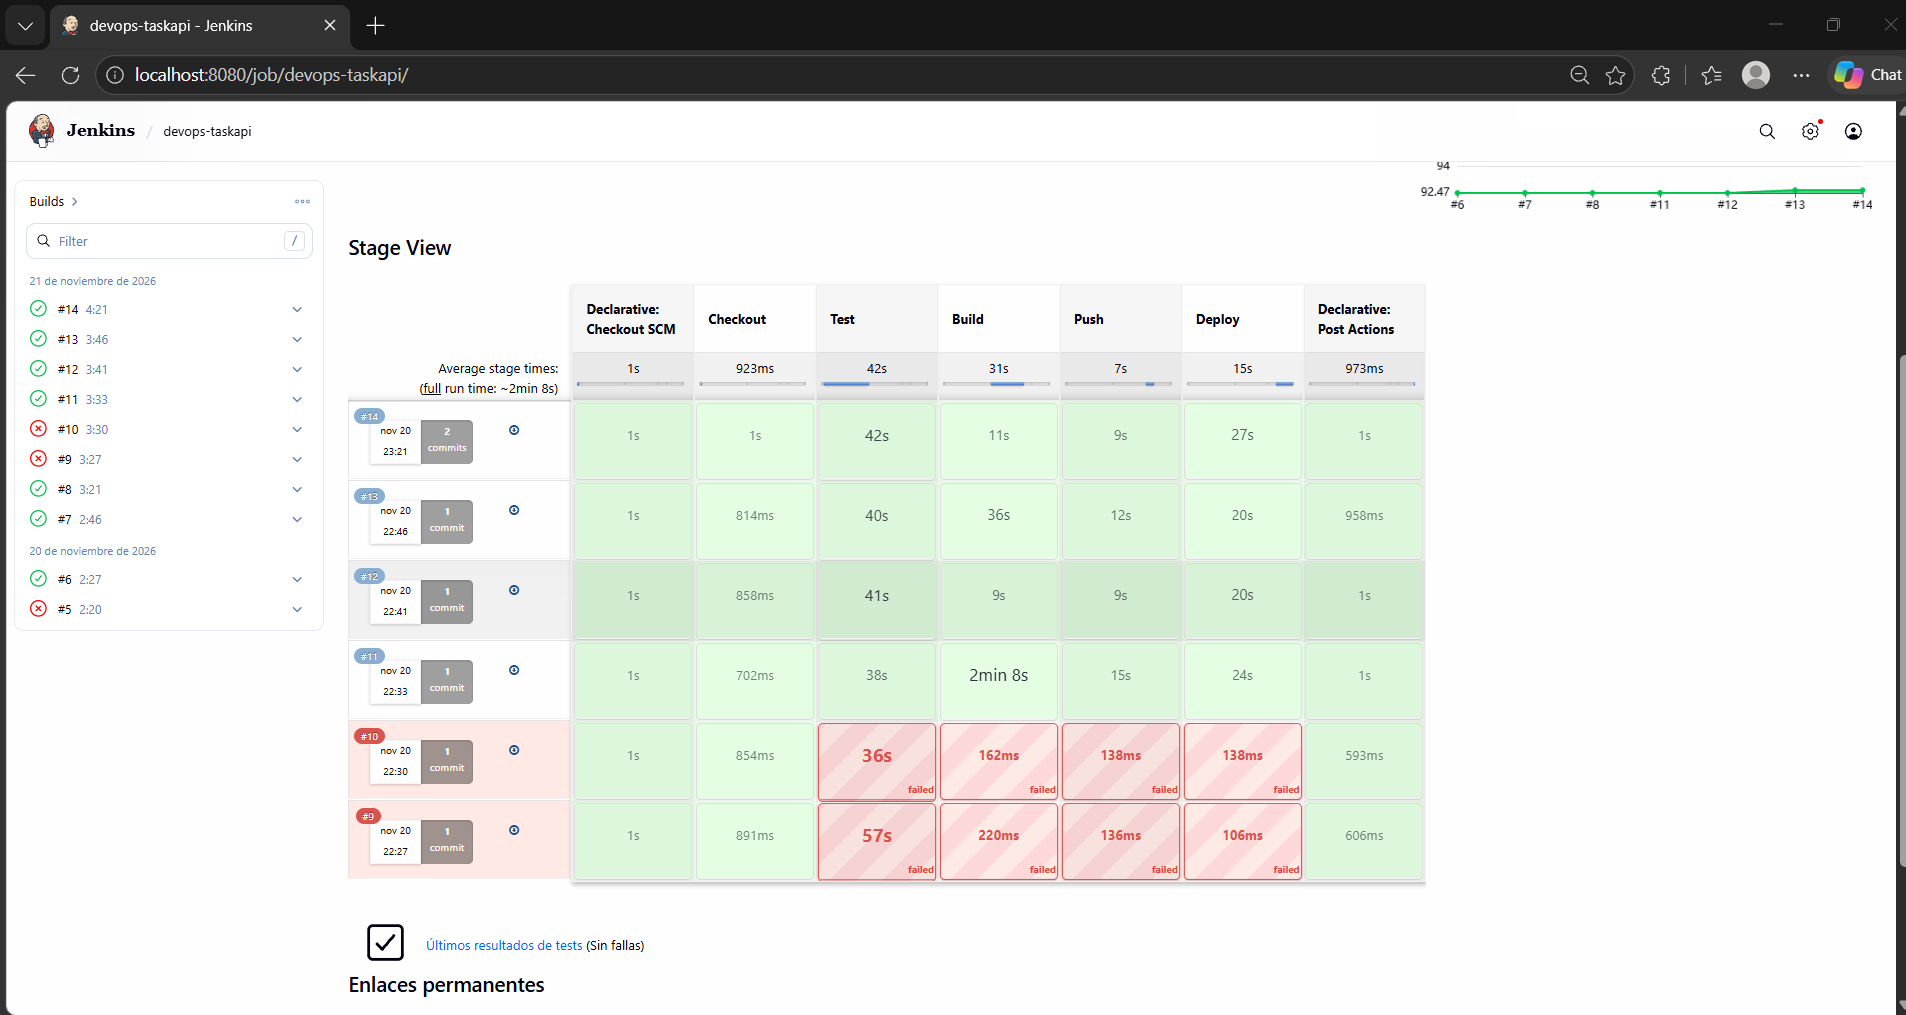 devops-taskapi - Jenkins
localhost:8080/job/devops-taskapi/
Chat
Jenkins / devops-taskapi
94
92.47
#6 #7 #8 #11 #12 #13 #14
Builds
Filter /
21 de noviembre de 2026
#14 4:21
#13 3:46
#12 3:41
#11 3:33
#10 3:30
#9 3:27
#8 3:21
#7 2:46
20 de noviembre de 2026
#6 2:27
#5 2:20
Stage View
Declarative: Checkout SCM Checkout Test Build Push Deploy Declarative: Post Actions
Average stage times:
(full run time: ~2min 8s)
1s 923ms 42s 31s 7s 15s 973ms
#14
nov 20 23:21 2 commits 1s 1s 42s 11s 9s 27s 1s
#13
nov 20 22:46 1 commit 1s 814ms 40s 36s 12s 20s 958ms
#12
nov 20 22:41 1 commit 1s 858ms 41s 9s 9s 20s 1s
#11
nov 20 22:33 1 commit 1s 702ms 38s 2min 8s 15s 24s 1s
#10
nov 20 22:30 1 commit 1s 854ms 36s 162ms 138ms 138ms 593ms
failed failed failed failed
#9
nov 20 22:27 1 commit 1s 891ms 57s 220ms 136ms 106ms 606ms
failed failed failed failed
Últimos resultados de tests (Sin fallas)
Enlaces permanentes